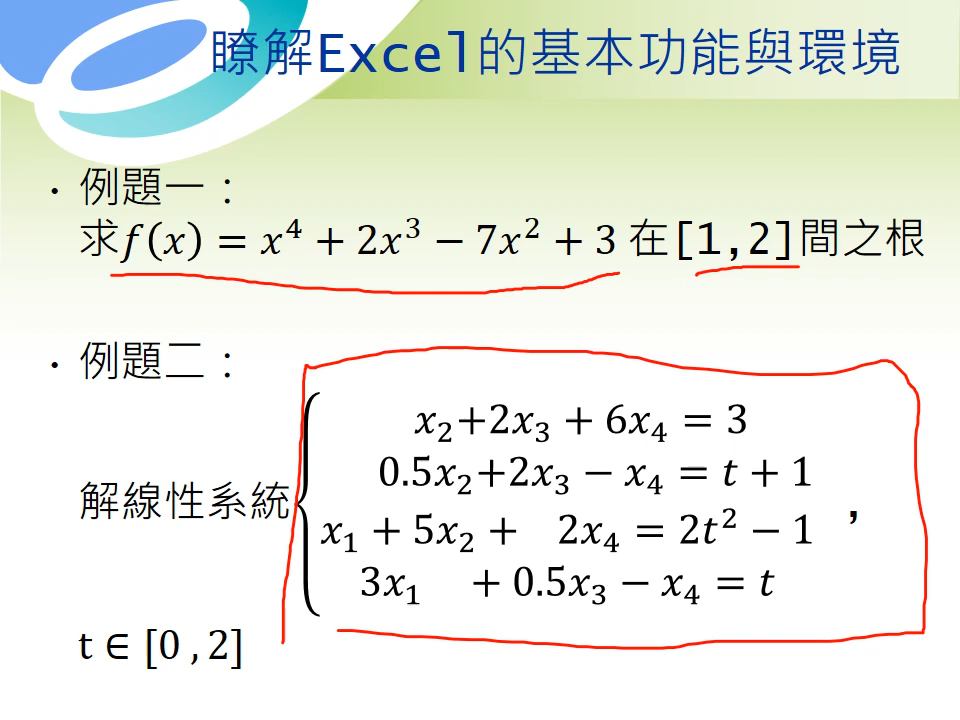 瞭解Excel的基本功能與環境
• 例題一：
求f(x) = x⁴ + 2x³ − 7x² + 3 在[1,2]間之根
• 例題二：
x₂+2x₃ + 6x₄ = 3
0.5x₂+2x₃ − x₄ = t + 1
解線性系統
x₁ + 5x₂ + 2x₄ = 2t² − 1 ，
3x₁ + 0.5x₃ − x₄ = t
t ∈ [0 , 2]